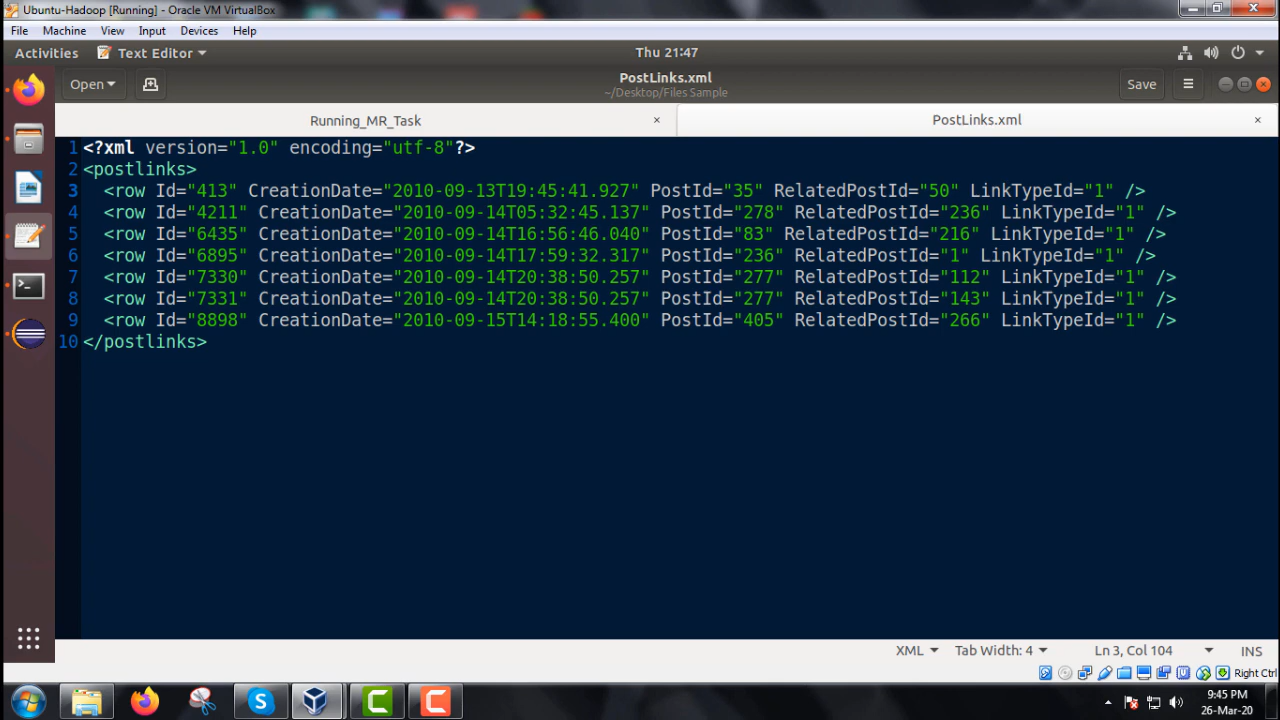 Ubuntu-Hadoop [Running] - Oracle VM VirtualBox
File Machine View Input Devices Help
Activities Text Editor Thu 21:47
Open PostLinks.xml Save
~/Desktop/Files Sample
Running_MR_Task × PostLinks.xml ×
1 <?xml version="1.0" encoding="utf-8"?>
2 <postlinks>
3 <row Id="413" CreationDate="2010-09-13T19:45:41.927" PostId="35" RelatedPostId="50" LinkTypeId="1" />
4 <row Id="4211" CreationDate="2010-09-14T05:32:45.137" PostId="278" RelatedPostId="236" LinkTypeId="1" />
5 <row Id="6435" CreationDate="2010-09-14T16:56:46.040" PostId="83" RelatedPostId="216" LinkTypeId="1" />
6 <row Id="6895" CreationDate="2010-09-14T17:59:32.317" PostId="236" RelatedPostId="1" LinkTypeId="1" />
7 <row Id="7330" CreationDate="2010-09-14T20:38:50.257" PostId="277" RelatedPostId="112" LinkTypeId="1" />
8 <row Id="7331" CreationDate="2010-09-14T20:38:50.257" PostId="277" RelatedPostId="143" LinkTypeId="1" />
9 <row Id="8898" CreationDate="2010-09-15T14:18:55.400" PostId="405" RelatedPostId="266" LinkTypeId="1" />
10 </postlinks>
XML Tab Width: 4 Ln 3, Col 104 INS
Right Ctrl
9:45 PM
26-Mar-20